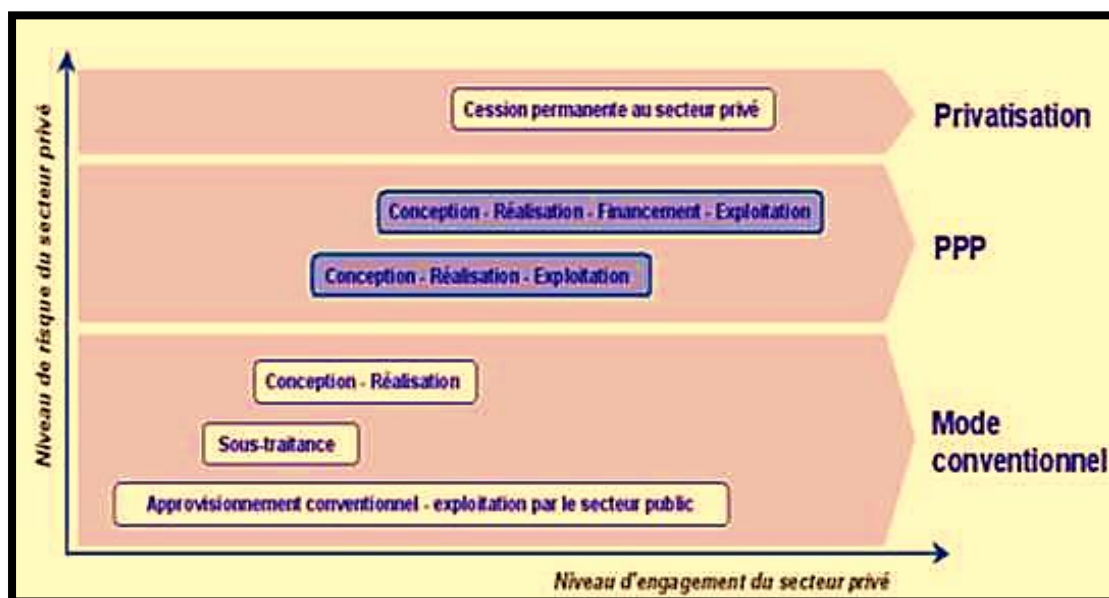 Niveau de risque du secteur privé
Cession permanente au secteur privé
Privatisation
Conception - Réalisation - Financement - Exploitation
Conception - Réalisation - Exploitation
PPP
Conception - Réalisation
Sous-traitance
Approvisionnement conventionnel - exploitation par le secteur public
Mode
conventionnel
Niveau d'engagement du secteur privé